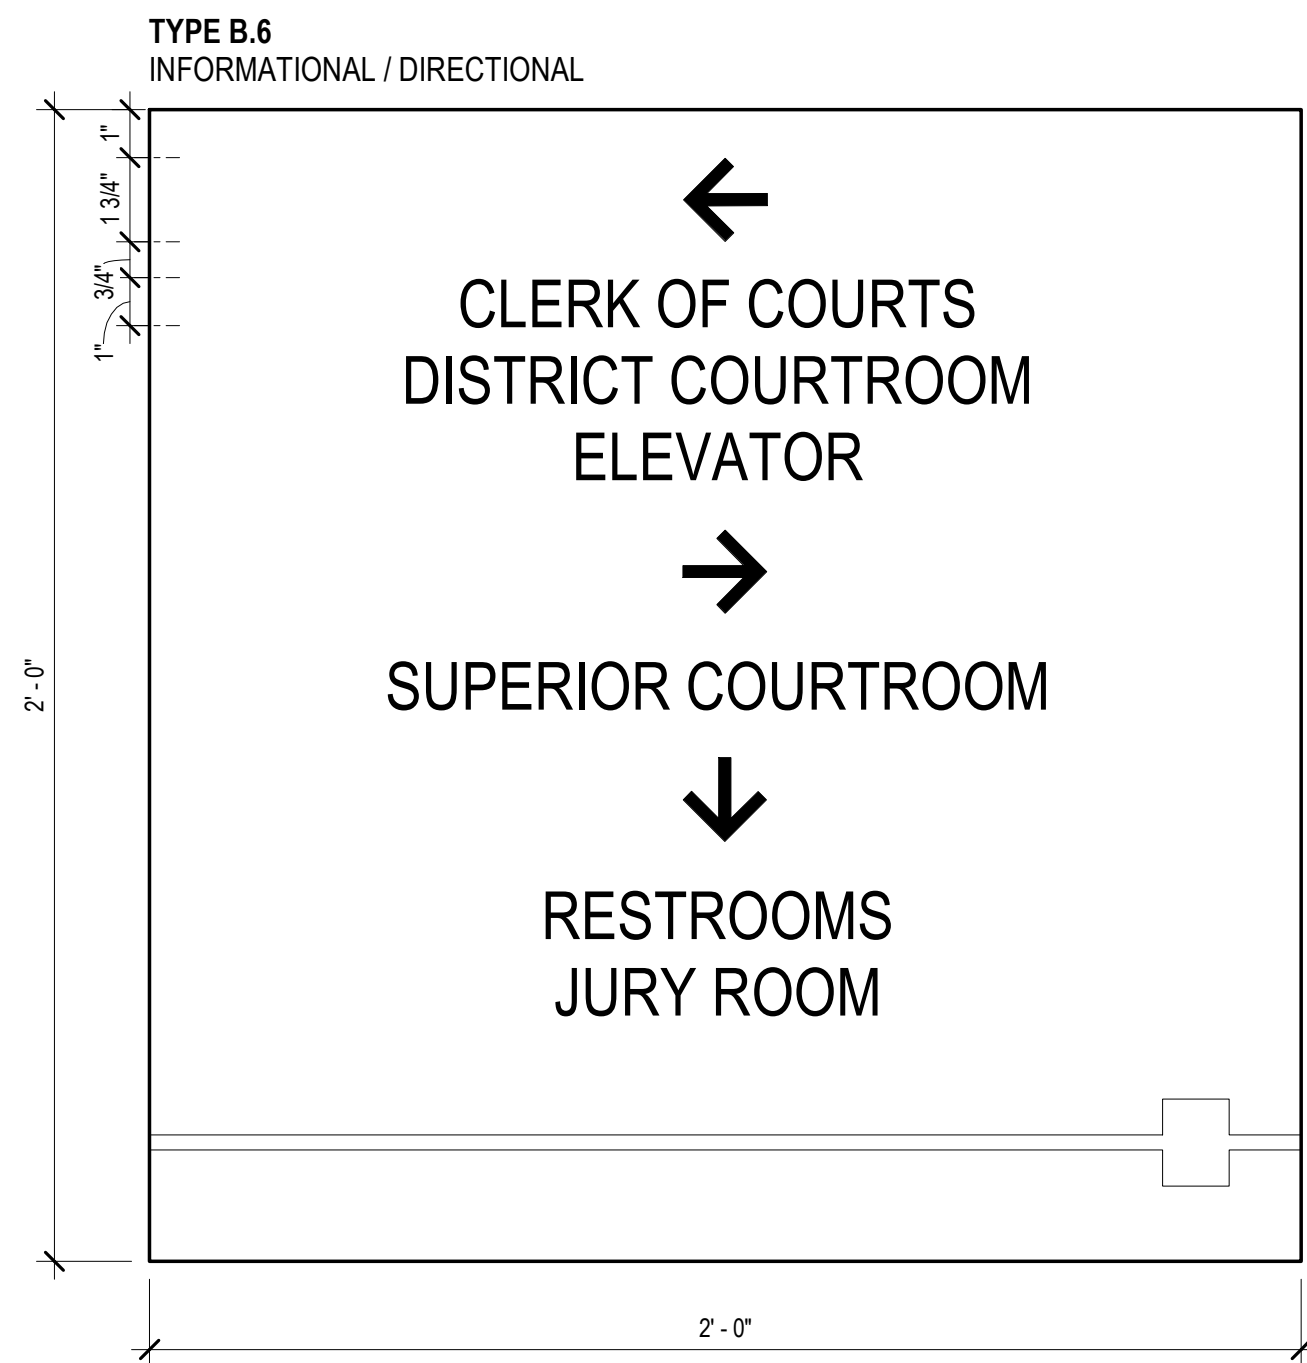 TYPE B.6
INFORMATIONAL / DIRECTIONAL
1"
1 3/4"
3/4"
1"
CLERK OF COURTS
DISTRICT COURTROOM
ELEVATOR
SUPERIOR COURTROOM
2' - 0"
RESTROOMS
JURY ROOM
2' - 0"